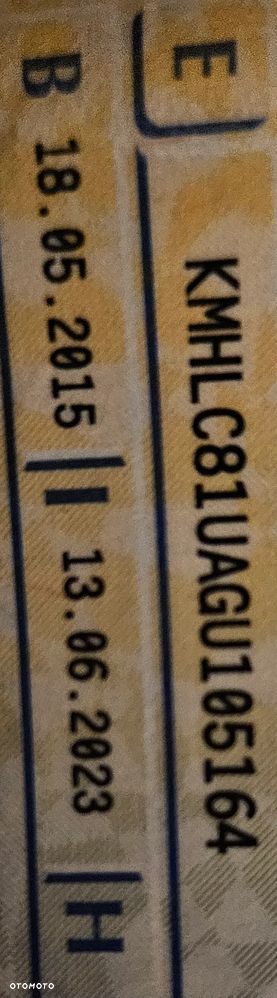 E KMHLC81UAGU105164
B 18.05.2015 I 13.06.2023 H
OTOMOTO